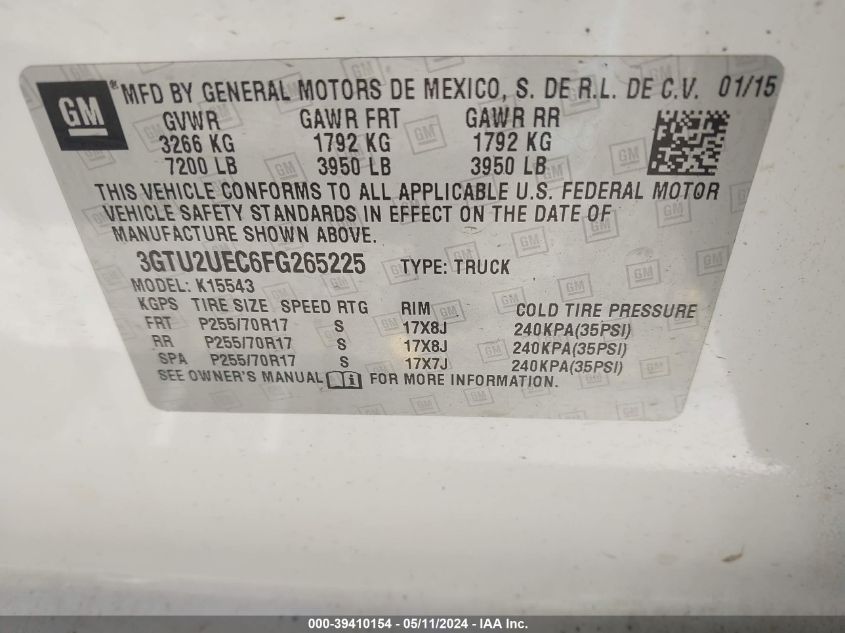 GM ® MFD BY GENERAL MOTORS DE MEXICO, S. DE R.L. DE C.V. 01/15
GVWR GAWR FRT GAWR RR
3266 KG 1792 KG 1792 KG
7200 LB 3950 LB 3950 LB
THIS VEHICLE CONFORMS TO ALL APPLICABLE U.S. FEDERAL MOTOR
VEHICLE SAFETY STANDARDS IN EFFECT ON THE DATE OF
MANUFACTURE SHOWN ABOVE.
3GTU2UEC6FG265225 TYPE: TRUCK
MODEL: K15543
KGPS TIRE SIZE SPEED RTG RIM COLD TIRE PRESSURE
FRT P255/70R17 S 17X8J 240KPA(35PSI)
RR P255/70R17 S 17X8J 240KPA(35PSI)
SPA P255/70R17 S 17X7J 240KPA(35PSI)
SEE OWNER'S MANUAL FOR MORE INFORMATION.
000-39410154 - 05/11/2024 - IAA Inc.